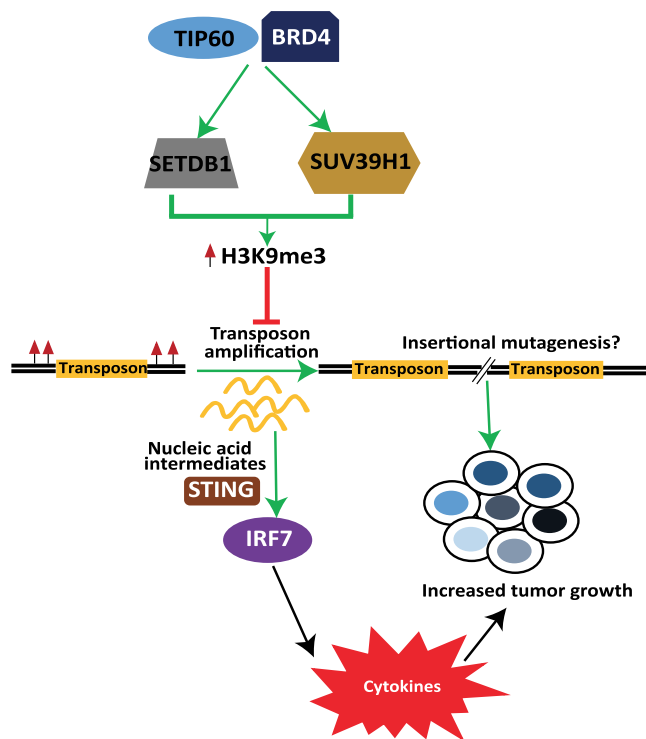 TIP60
BRD4
SETDB1
SUV39H1
H3K9me3
Transposon
amplification
Insertional mutagenesis?
Transposon
Transposon
Transposon
Nucleic acid
intermediates
STING
IRF7
Increased tumor growth
Cytokines